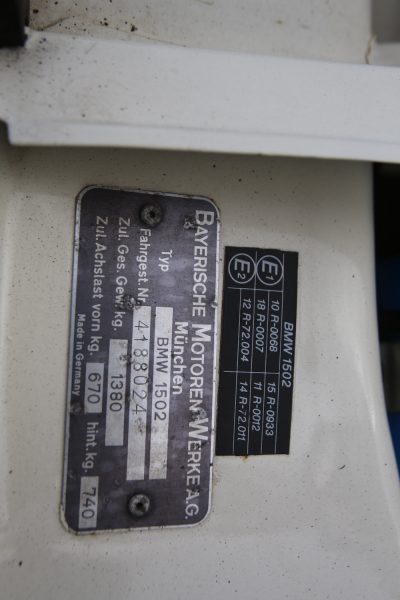 BAYERISCHE MOTOREN-WERKE A.G.
München
Typ BMW 1502
Fahrgest. Nr. 4188024
Zul. Ges. Gew. kg. 1380
Zul. Achslast vorn kg. 670 hint. kg. 740
Made in Germany
BMW 1502
E1 10 R-0068 15 R-0933
18 R-0007 11 R-0012
E2 12 R-72.004 14 R-72.011